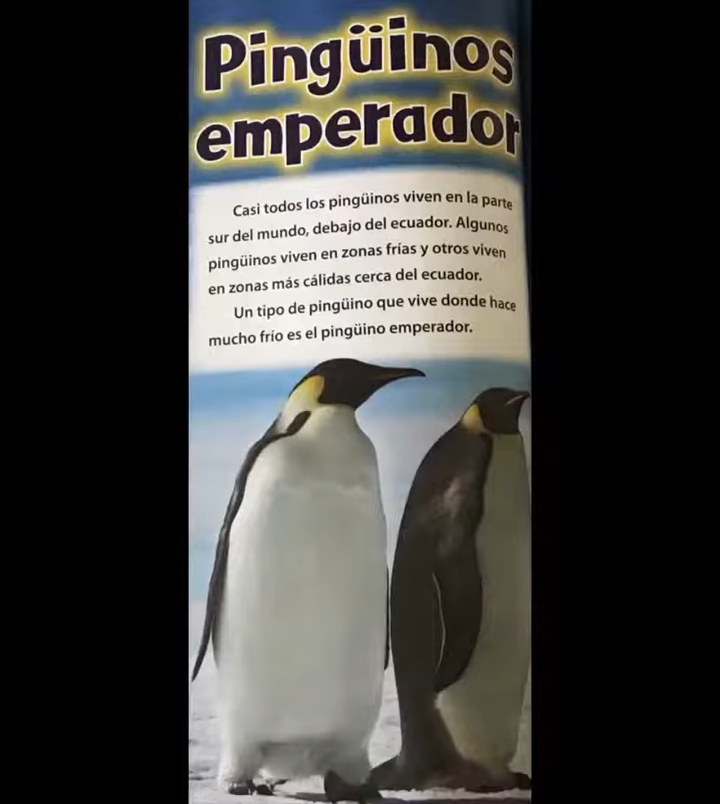 Pingüinos
emperador
Casi todos los pingüinos viven en la parte
sur del mundo, debajo del ecuador. Algunos
pingüinos viven en zonas frías y otros viven
en zonas más cálidas cerca del ecuador.
Un tipo de pingüino que vive donde hace
mucho frío es el pingüino emperador.